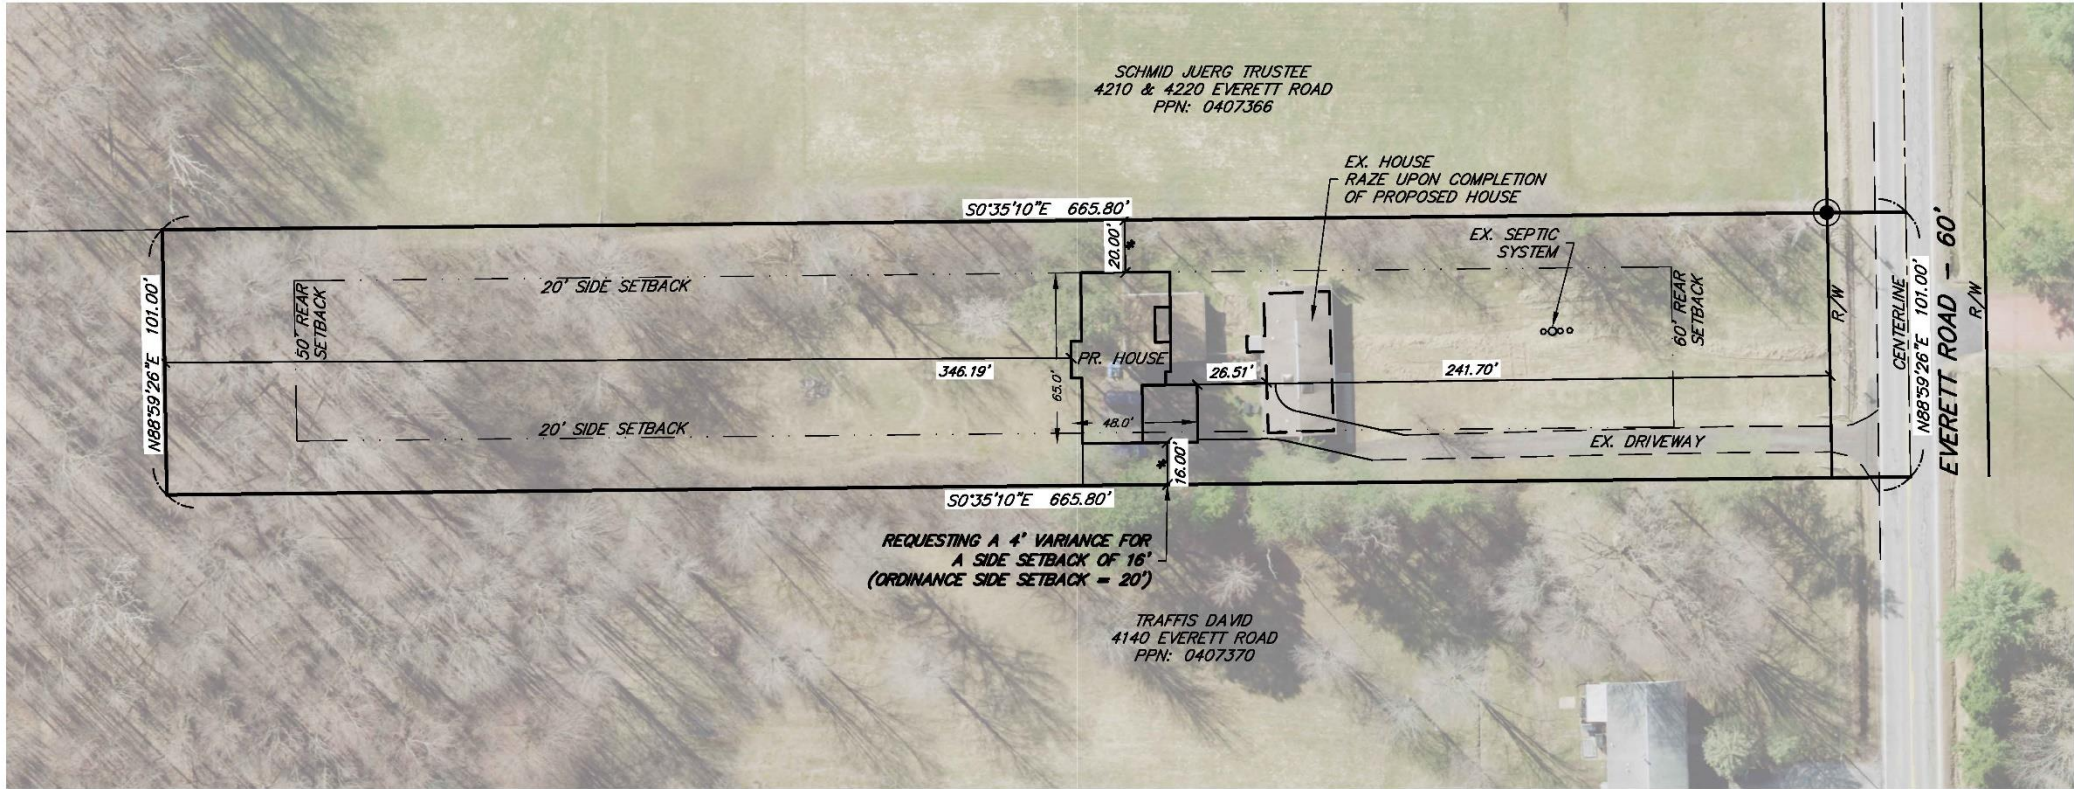 SCHMID JUERG TRUSTEE
4210 & 4220 EVERETT ROAD
PPN: 0407366
EX. HOUSE
RAZE UPON COMPLETION
OF PROPOSED HOUSE
S0°35'10"E 665.80'
20.00'
*
EX. SEPTIC
SYSTEM
20' SIDE SETBACK
50' REAR
SETBACK
N88°59'26"E 101.00'
60' REAR
SETBACK
R/W
CENTERLINE
N88°59'26"E 101.00'
EVERETT ROAD - 60'
R/W
PR. HOUSE
346.19'
65.0'
26.51'
241.70'
48.0'
20' SIDE SETBACK
EX. DRIVEWAY
*
16.00'
S0°35'10"E 665.80'
REQUESTING A 4' VARIANCE FOR
A SIDE SETBACK OF 16'
(ORDINANCE SIDE SETBACK = 20')
TRAFFIS DAVID
4140 EVERETT ROAD
PPN: 0407370